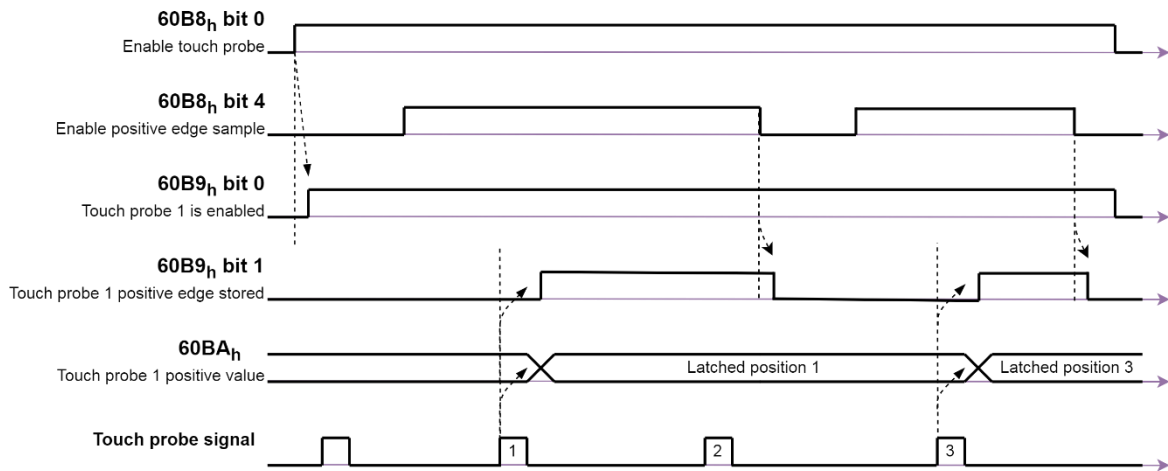 60B8h bit 0
Enable touch probe
60B8h bit 4
Enable positive edge sample
60B9h bit 0
Touch probe 1 is enabled
60B9h bit 1
Touch probe 1 positive edge stored
60BAh
Touch probe 1 positive value
Latched position 1
Latched position 3
Touch probe signal
1
2
3